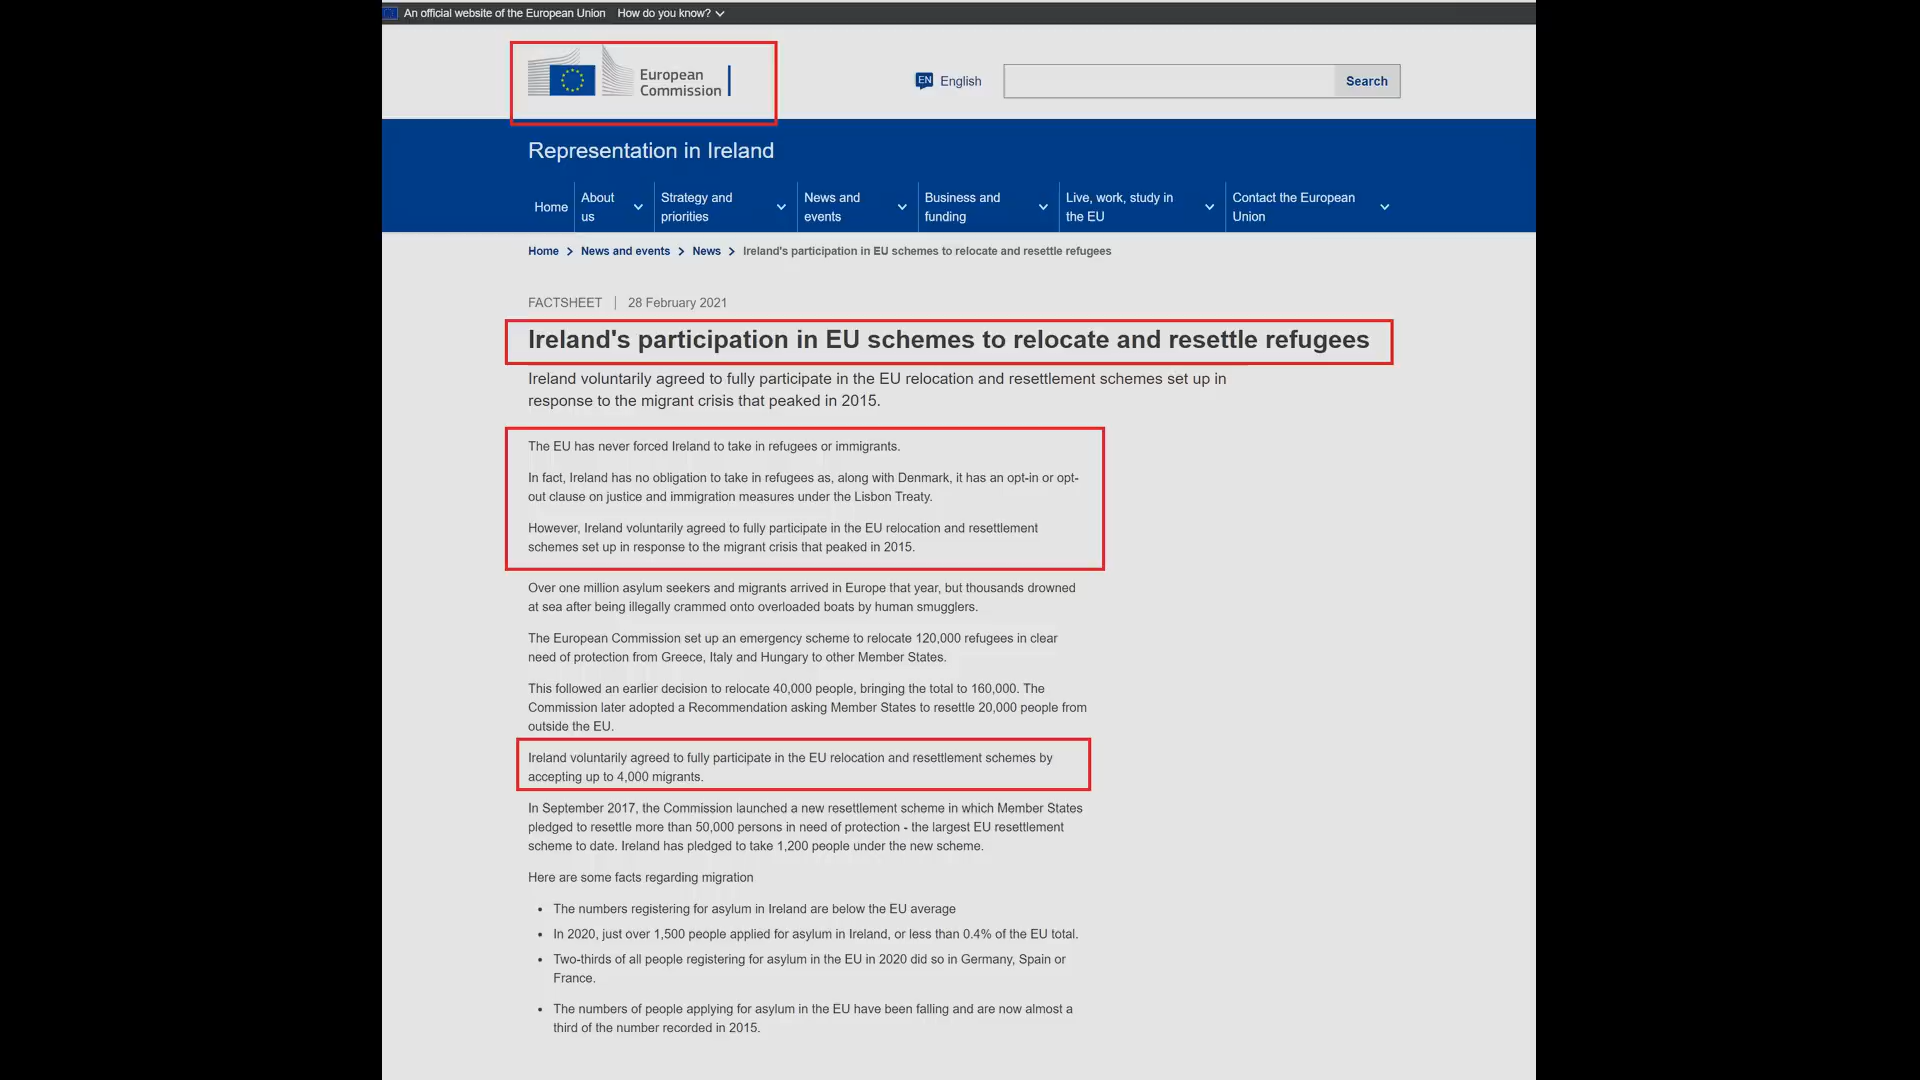 An official website of the European Union How do you know?
European
Commission
EN English
Search
Representation in Ireland
Home
About
us
Strategy and
priorities
News and
events
Business and
funding
Live, work, study in
the EU
Contact the European
Union
Home > News and events > News > Ireland's participation in EU schemes to relocate and resettle refugees
FACTSHEET | 28 February 2021
Ireland's participation in EU schemes to relocate and resettle refugees
Ireland voluntarily agreed to fully participate in the EU relocation and resettlement schemes set up in
response to the migrant crisis that peaked in 2015.
The EU has never forced Ireland to take in refugees or immigrants.
In fact, Ireland has no obligation to take in refugees as, along with Denmark, it has an opt-in or opt-
out clause on justice and immigration measures under the Lisbon Treaty.
However, Ireland voluntarily agreed to fully participate in the EU relocation and resettlement
schemes set up in response to the migrant crisis that peaked in 2015.
Over one million asylum seekers and migrants arrived in Europe that year, but thousands drowned
at sea after being illegally crammed onto overloaded boats by human smugglers.
The European Commission set up an emergency scheme to relocate 120,000 refugees in clear
need of protection from Greece, Italy and Hungary to other Member States.
This followed an earlier decision to relocate 40,000 people, bringing the total to 160,000. The
Commission later adopted a Recommendation asking Member States to resettle 20,000 people from
outside the EU.
Ireland voluntarily agreed to fully participate in the EU relocation and resettlement schemes by
accepting up to 4,000 migrants.
In September 2017, the Commission launched a new resettlement scheme in which Member States
pledged to resettle more than 50,000 persons in need of protection - the largest EU resettlement
scheme to date. Ireland has pledged to take 1,200 people under the new scheme.
Here are some facts regarding migration
• The numbers registering for asylum in Ireland are below the EU average
• In 2020, just over 1,500 people applied for asylum in Ireland, or less than 0.4% of the EU total.
• Two-thirds of all people registering for asylum in the EU in 2020 did so in Germany, Spain or
France.
• The numbers of people applying for asylum in the EU have been falling and are now almost a
third of the number recorded in 2015.